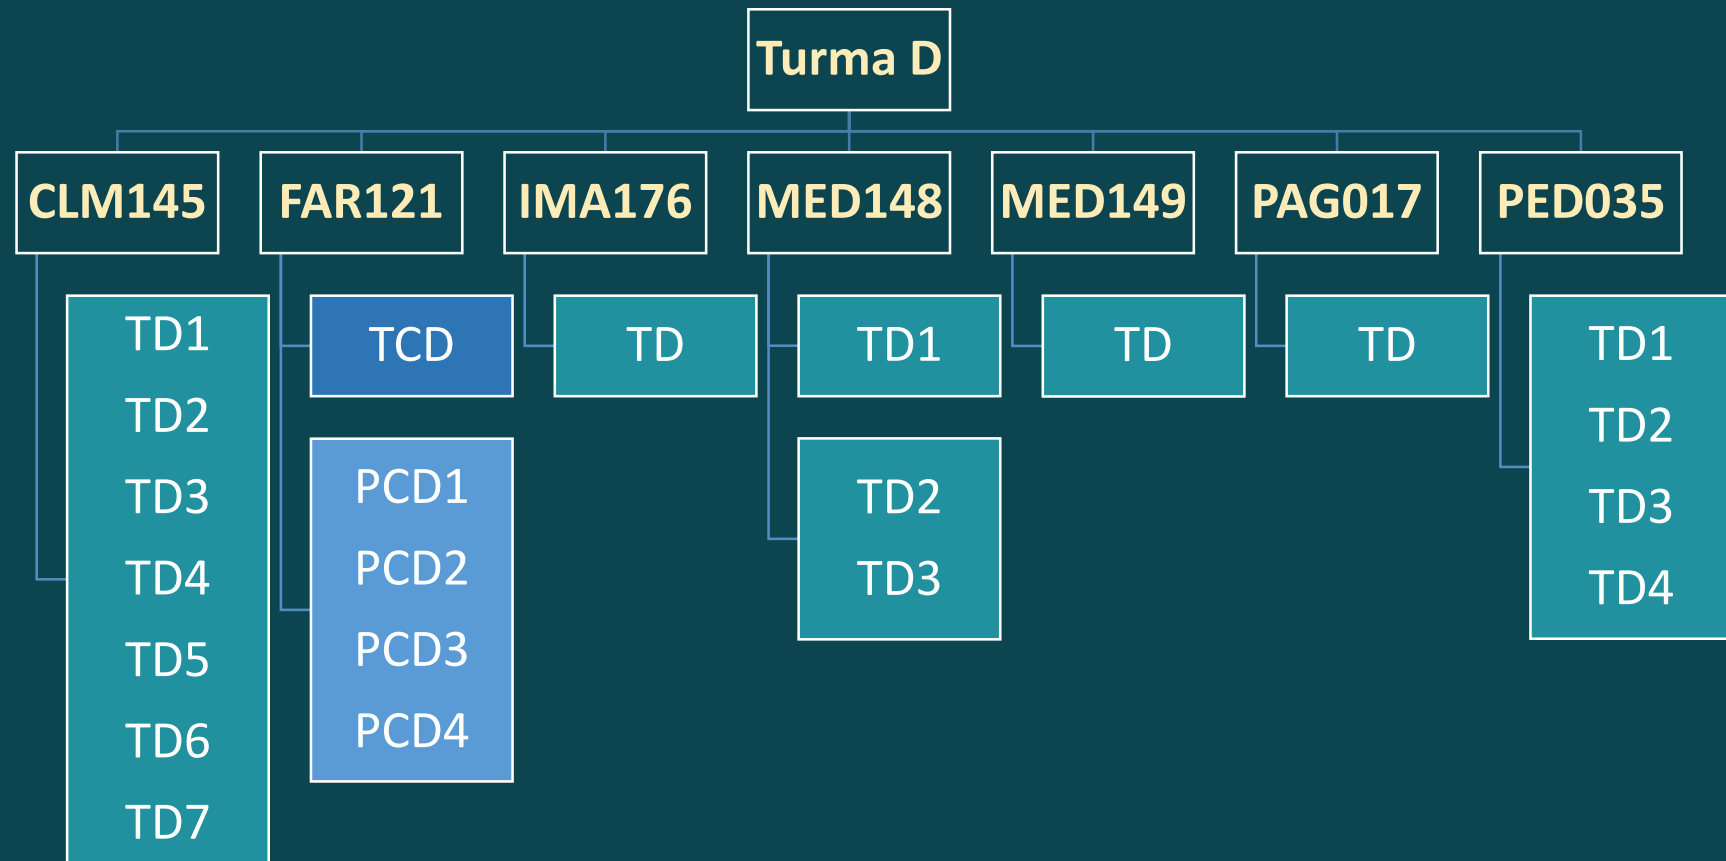 Turma D
CLM145
TD1
TD2
TD3
TD4
TD5
TD6
TD7
FAR121
TCD
PCD1
PCD2
PCD3
PCD4
IMA176
TD
MED148
TD1
TD2
TD3
MED149
TD
PAG017
TD
PED035
TD1
TD2
TD3
TD4